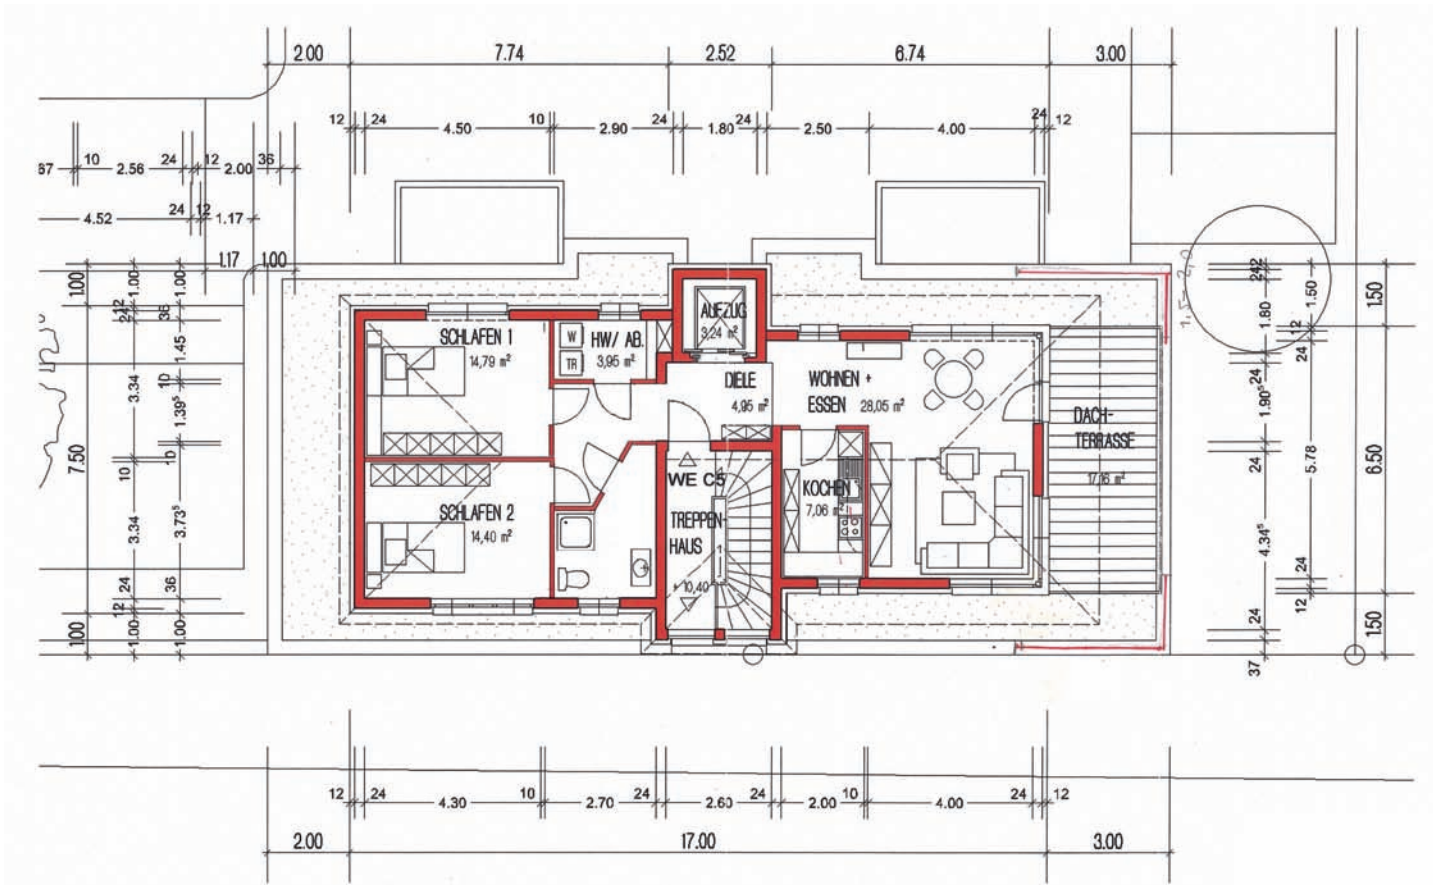 2.00 7.74 2.52 6.74 3.00
12 24 4.50 10 2.90 24 1.80 24 2.50 4.00 24 12
67 10 2.56 24 12 2.00 36
4.52 24 12 1.17
1.17 1.00
1.00 7.50 1.00
1.00 12 24 3.34 10 3.34 24 12 1.00
1.00 36 1.45 10 1.39⁵ 10 3.73⁵ 36 1.00
SCHLAFEN 1
14,79 m²
W
TR
HW/ AB.
3,95 m²
AUFZUG
3,24 m²
DIELE
4,95 m²
WOHNEN +
ESSEN 28,05 m²
DACH-
TERRASSE
17,16 m²
SCHLAFEN 2
14,40 m²
WE C5
TREPPEN-
HAUS
+ 10,40
KOCHEN
7,06 m²
1.80 24 1.90⁵ 24 4.34⁵ 24 37
1.50 12 24 5.78 24 12
1.50 6.50 1.50
12 24 4.30 10 2.70 24 2.60 24 2.00 10 4.00 24 12
2.00 17.00 3.00